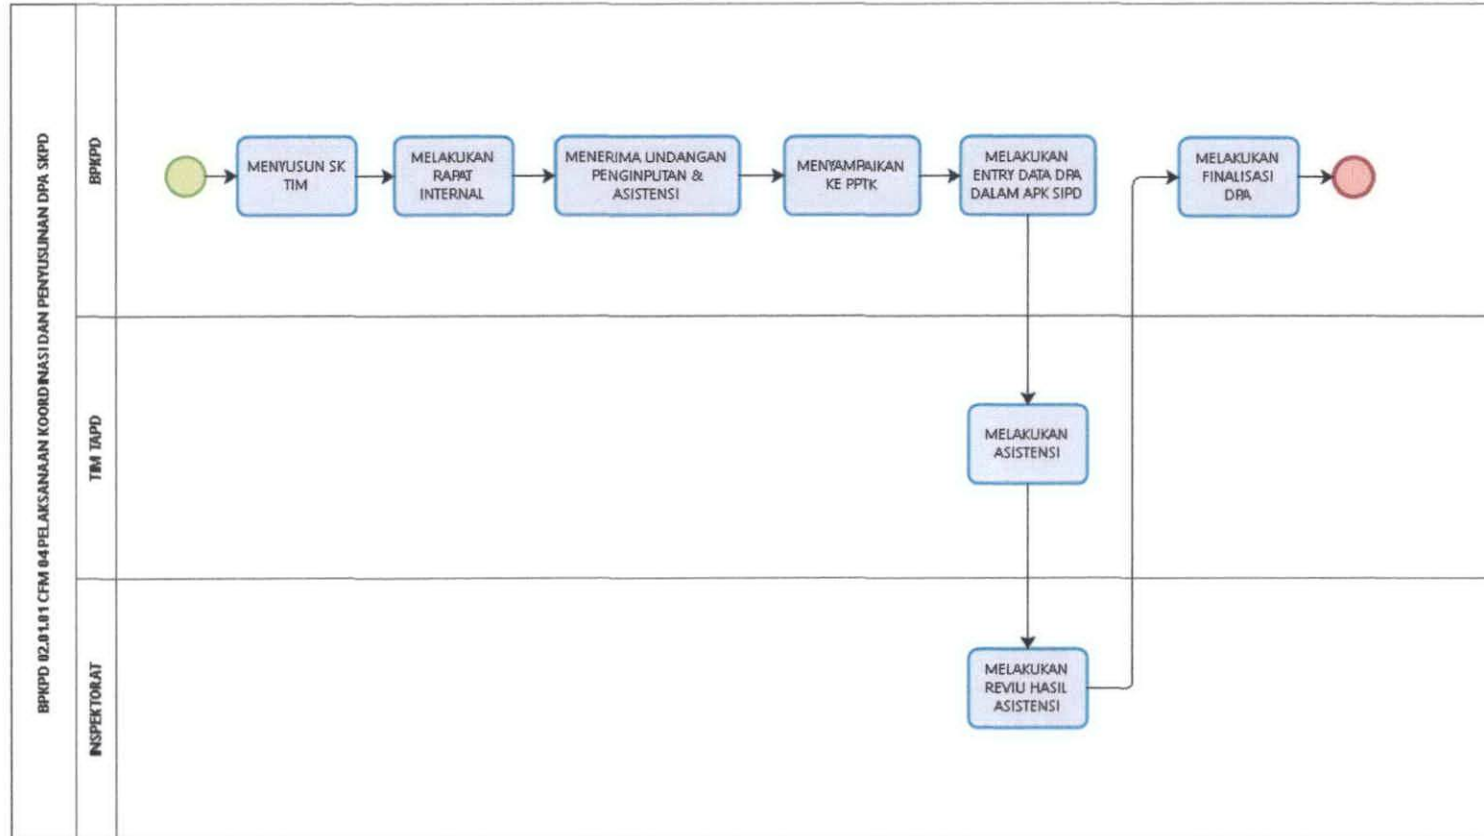 BPKPD 02.01.01 CFM 04 PELAKSANAAN KOORDINASI DAN PENYUSUNAN DPA SKPD
BPKPD
MENYUSUN SK
TIM
MELAKUKAN
RAPAT
INTERNAL
MENERIMA UNDANGAN
PENGINPUTAN &
ASISTENSI
MENYAMPAIKAN
KE PPTK
MELAKUKAN
ENTRY DATA DPA
DALAM APK SIPD
MELAKUKAN
FINALISASI
DPA
TIM TAPD
MELAKUKAN
ASISTENSI
INSPEKTORAT
MELAKUKAN
REVIU HASIL
ASISTENSI